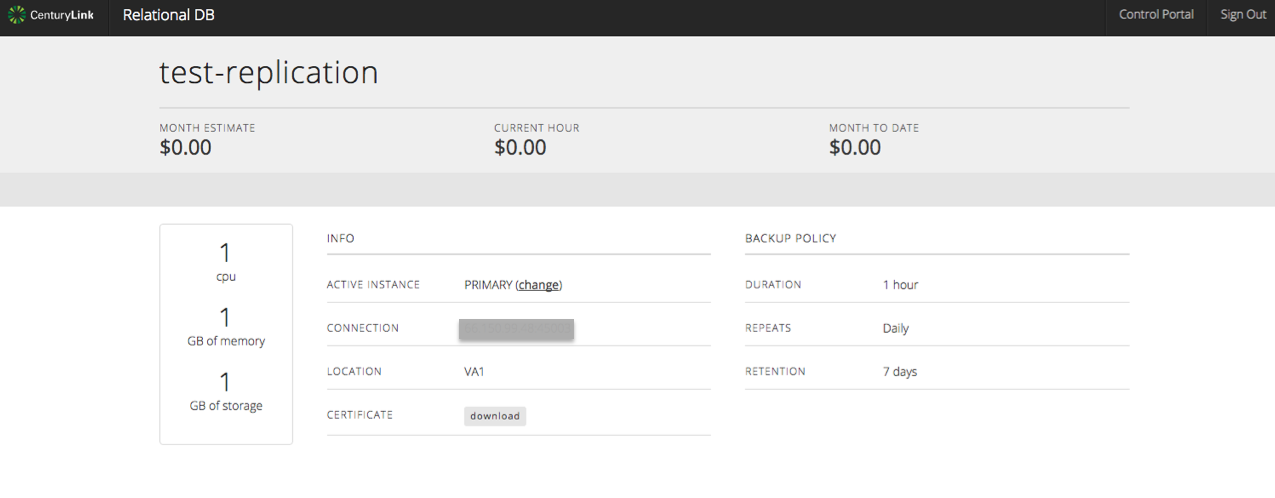 CenturyLink Relational DB Control Portal Sign Out
test-replication
MONTH ESTIMATE CURRENT HOUR MONTH TO DATE
$0.00 $0.00 $0.00
1
cpu
1
GB of memory
1
GB of storage
INFO
ACTIVE INSTANCE PRIMARY (change)
CONNECTION
LOCATION VA1
CERTIFICATE download
BACKUP POLICY
DURATION 1 hour
REPEATS Daily
RETENTION 7 days